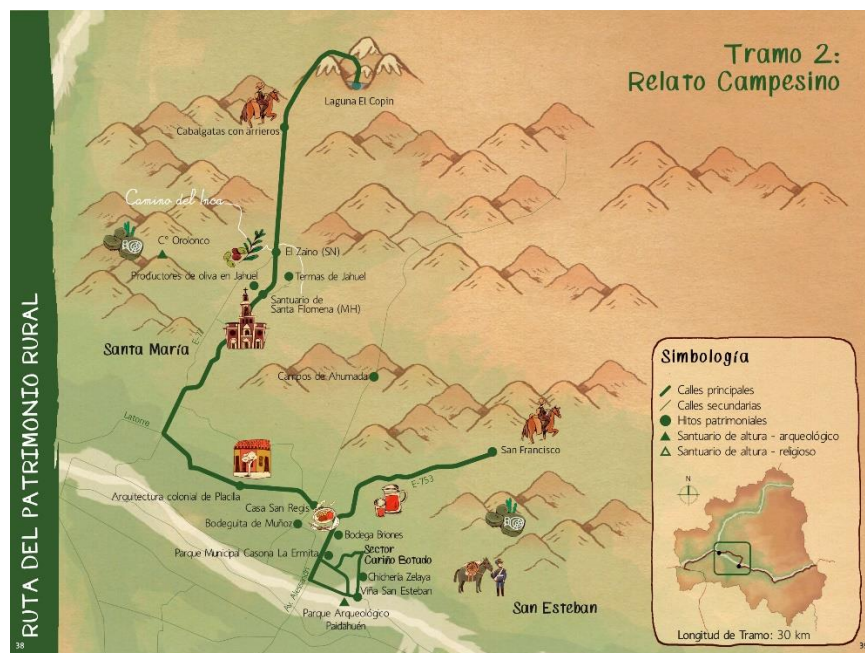 RUTA DEL PATRIMONIO RURAL
38
Tramo 2:
Relato Campesino
Laguna El Copín
Cabalgatas con arrieros
Camino del Inca
Cº Orolonco
El Zaino (SN)
Productores de oliva en Jahuel
Termas de Jahuel
Santuario de
Santa Filomena (MH)
Santa María
Campos de Ahumada
Latorre
San Francisco
E-753
Arquitectura colonial de Placilla
Casa San Regis
Bodeguita de Muñoz
Bodega Briones
Parque Municipal Casona La Ermita
Sector
Cariño Botado
Chichería Zelaya
Av. Alessandri
Viña San Esteban
Parque Arqueológico
Paidahuén
San Esteban
Simbología
Calles principales
Calles secundarias
Hitos patrimoniales
Santuario de altura - arqueológico
Santuario de altura - religioso
N
Longitud de Tramo: 30 km